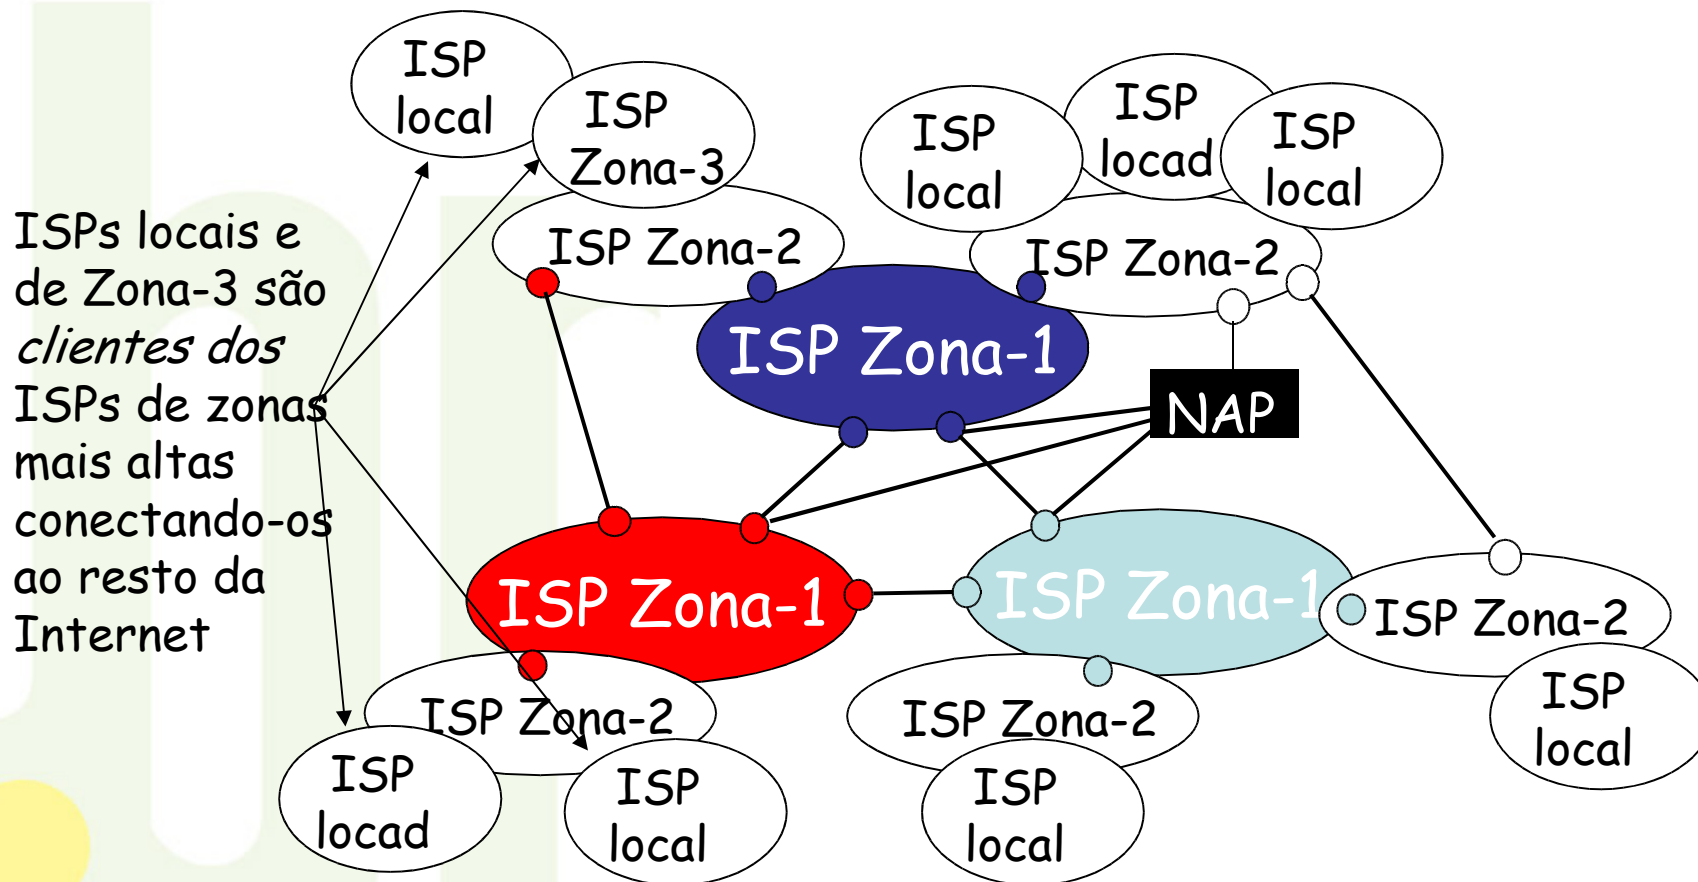 ISP
local
ISP
Zona-3
ISP
local
ISP
locad
ISP
local
ISPs locais e
de Zona-3 são
clientes dos
ISPs de zonas
mais altas
conectando-os
ao resto da
Internet
ISP Zona-2
ISP Zona-2
ISP Zona-1
NAP
ISP Zona-1
ISP Zona-1
ISP Zona-2
ISP
local
ISP Zona-2
ISP
locad
ISP
local
ISP Zona-2
ISP
local